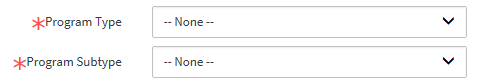 *Program Type -- None --
*Program Subtype -- None --